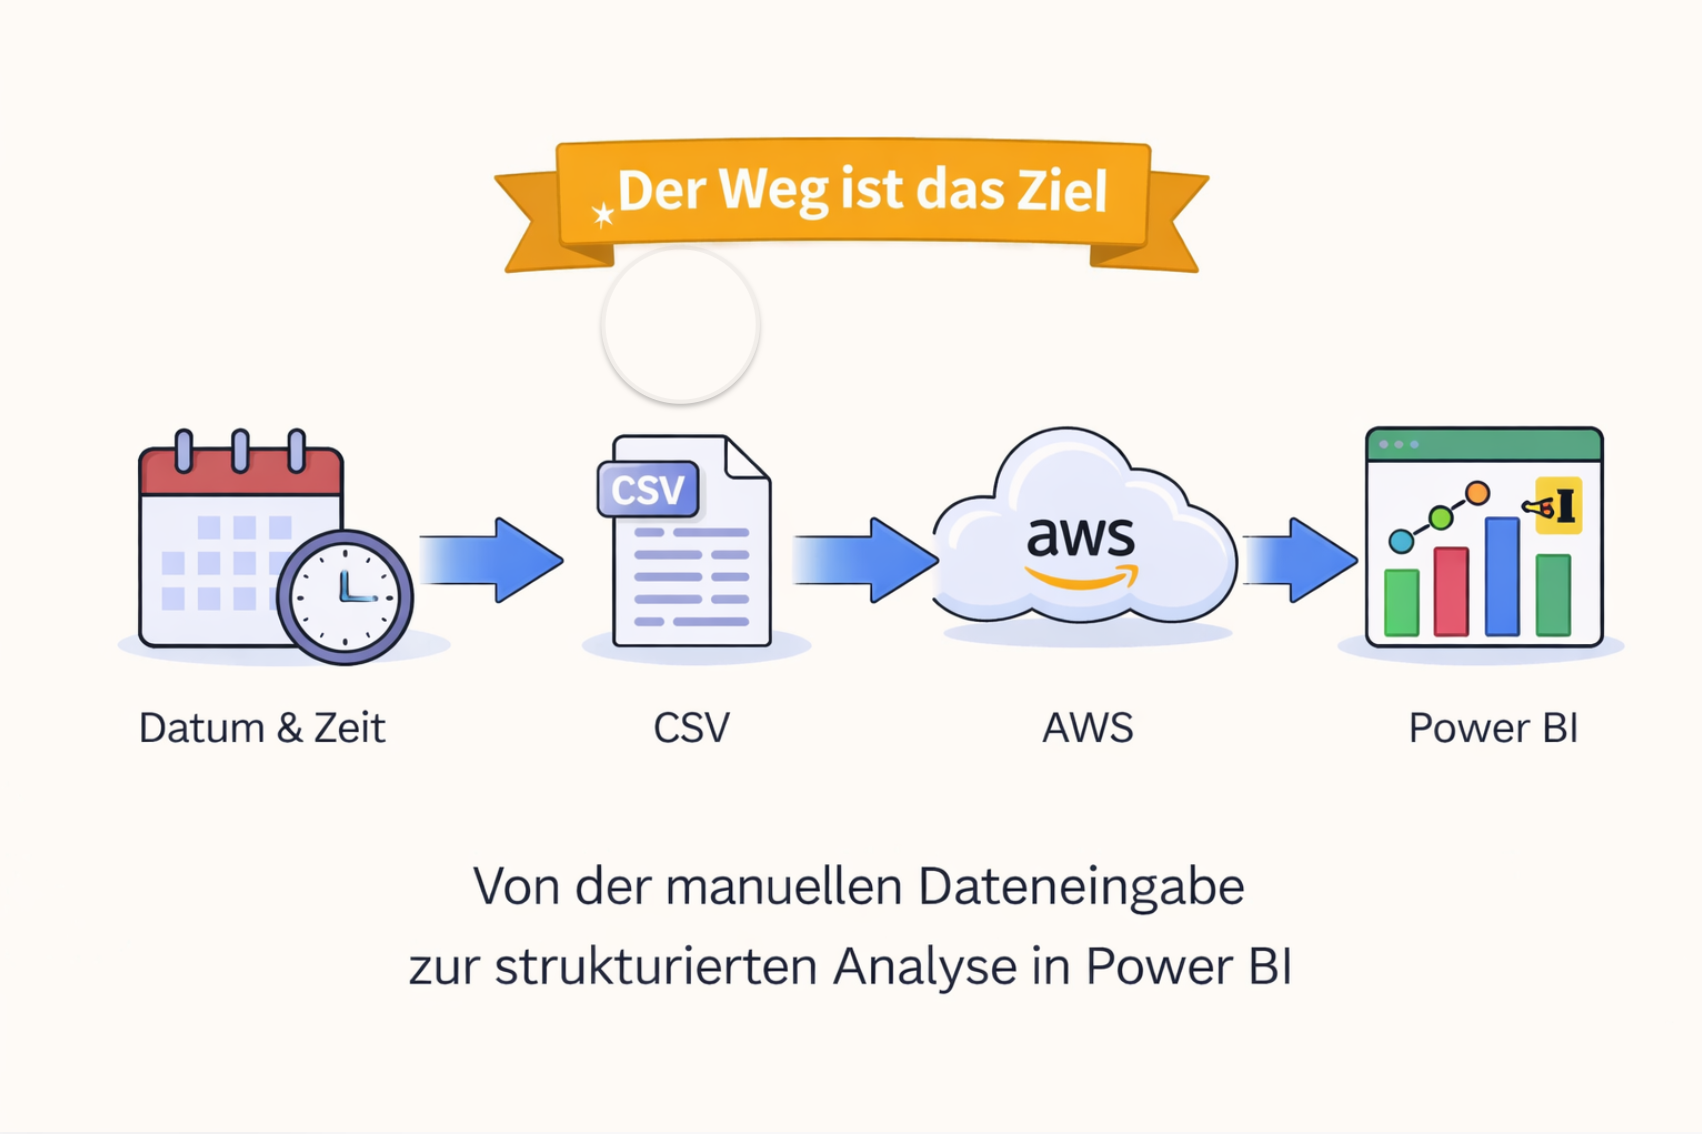 Der Weg ist das Ziel
CSV
aws
I
Datum & Zeit
CSV
AWS
Power BI
Von der manuellen Dateneingabe
zur strukturierten Analyse in Power BI